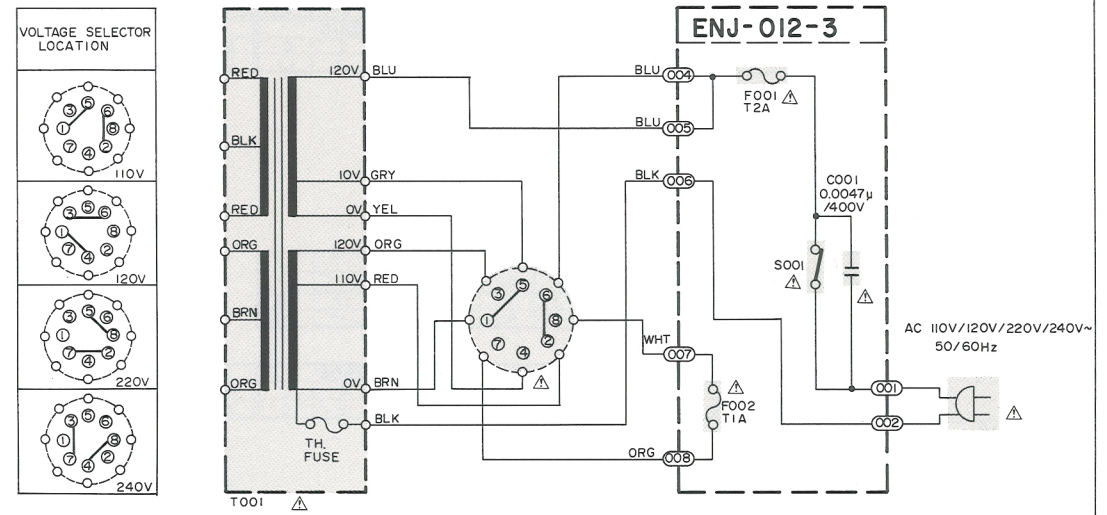 VOLTAGE SELECTOR
LOCATION
③ ⑤ ⑥
① ⑧
⑦ ④ ②
110V
③ ⑤ ⑥
① ⑧
⑦ ④ ②
120V
③ ⑤ ⑥
① ⑧
⑦ ④ ②
220V
③ ⑤ ⑥
① ⑧
⑦ ④ ②
240V
RED
BLK
RED
ORG
BRN
ORG
120V BLU
10V GRY
0V YEL
120V ORG
110V RED
0V BRN
BLK
TH.
FUSE
T001
③ ⑤ ⑥
① ⑧
⑦ ④ ②
ENJ-012-3
BLU 004
BLU 005
BLK 006
WHT 007
ORG 008
F001
T2A
C001
0.0047μ
/400V
S001
F002
T1A
001
002
AC 110V/120V/220V/240V~
50/60Hz